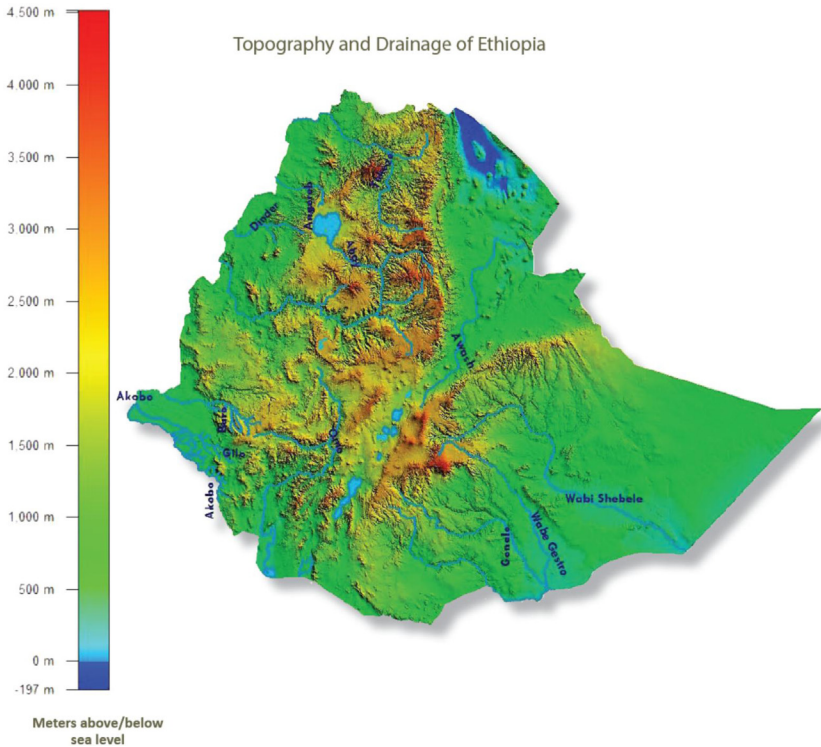 Topography and Drainage of Ethiopia
4.500 m
4.000 m
3.500 m
3.000 m
2.500 m
2.000 m
1.500 m
1.000 m
500 m
0 m
-197 m
Meters above/below
sea level
Dinder
Angereb
Abay
Awash
Akobo
Baro
Gilo
Akobo
Omo
Wabi Shebele
Wabe Gestro
Genele